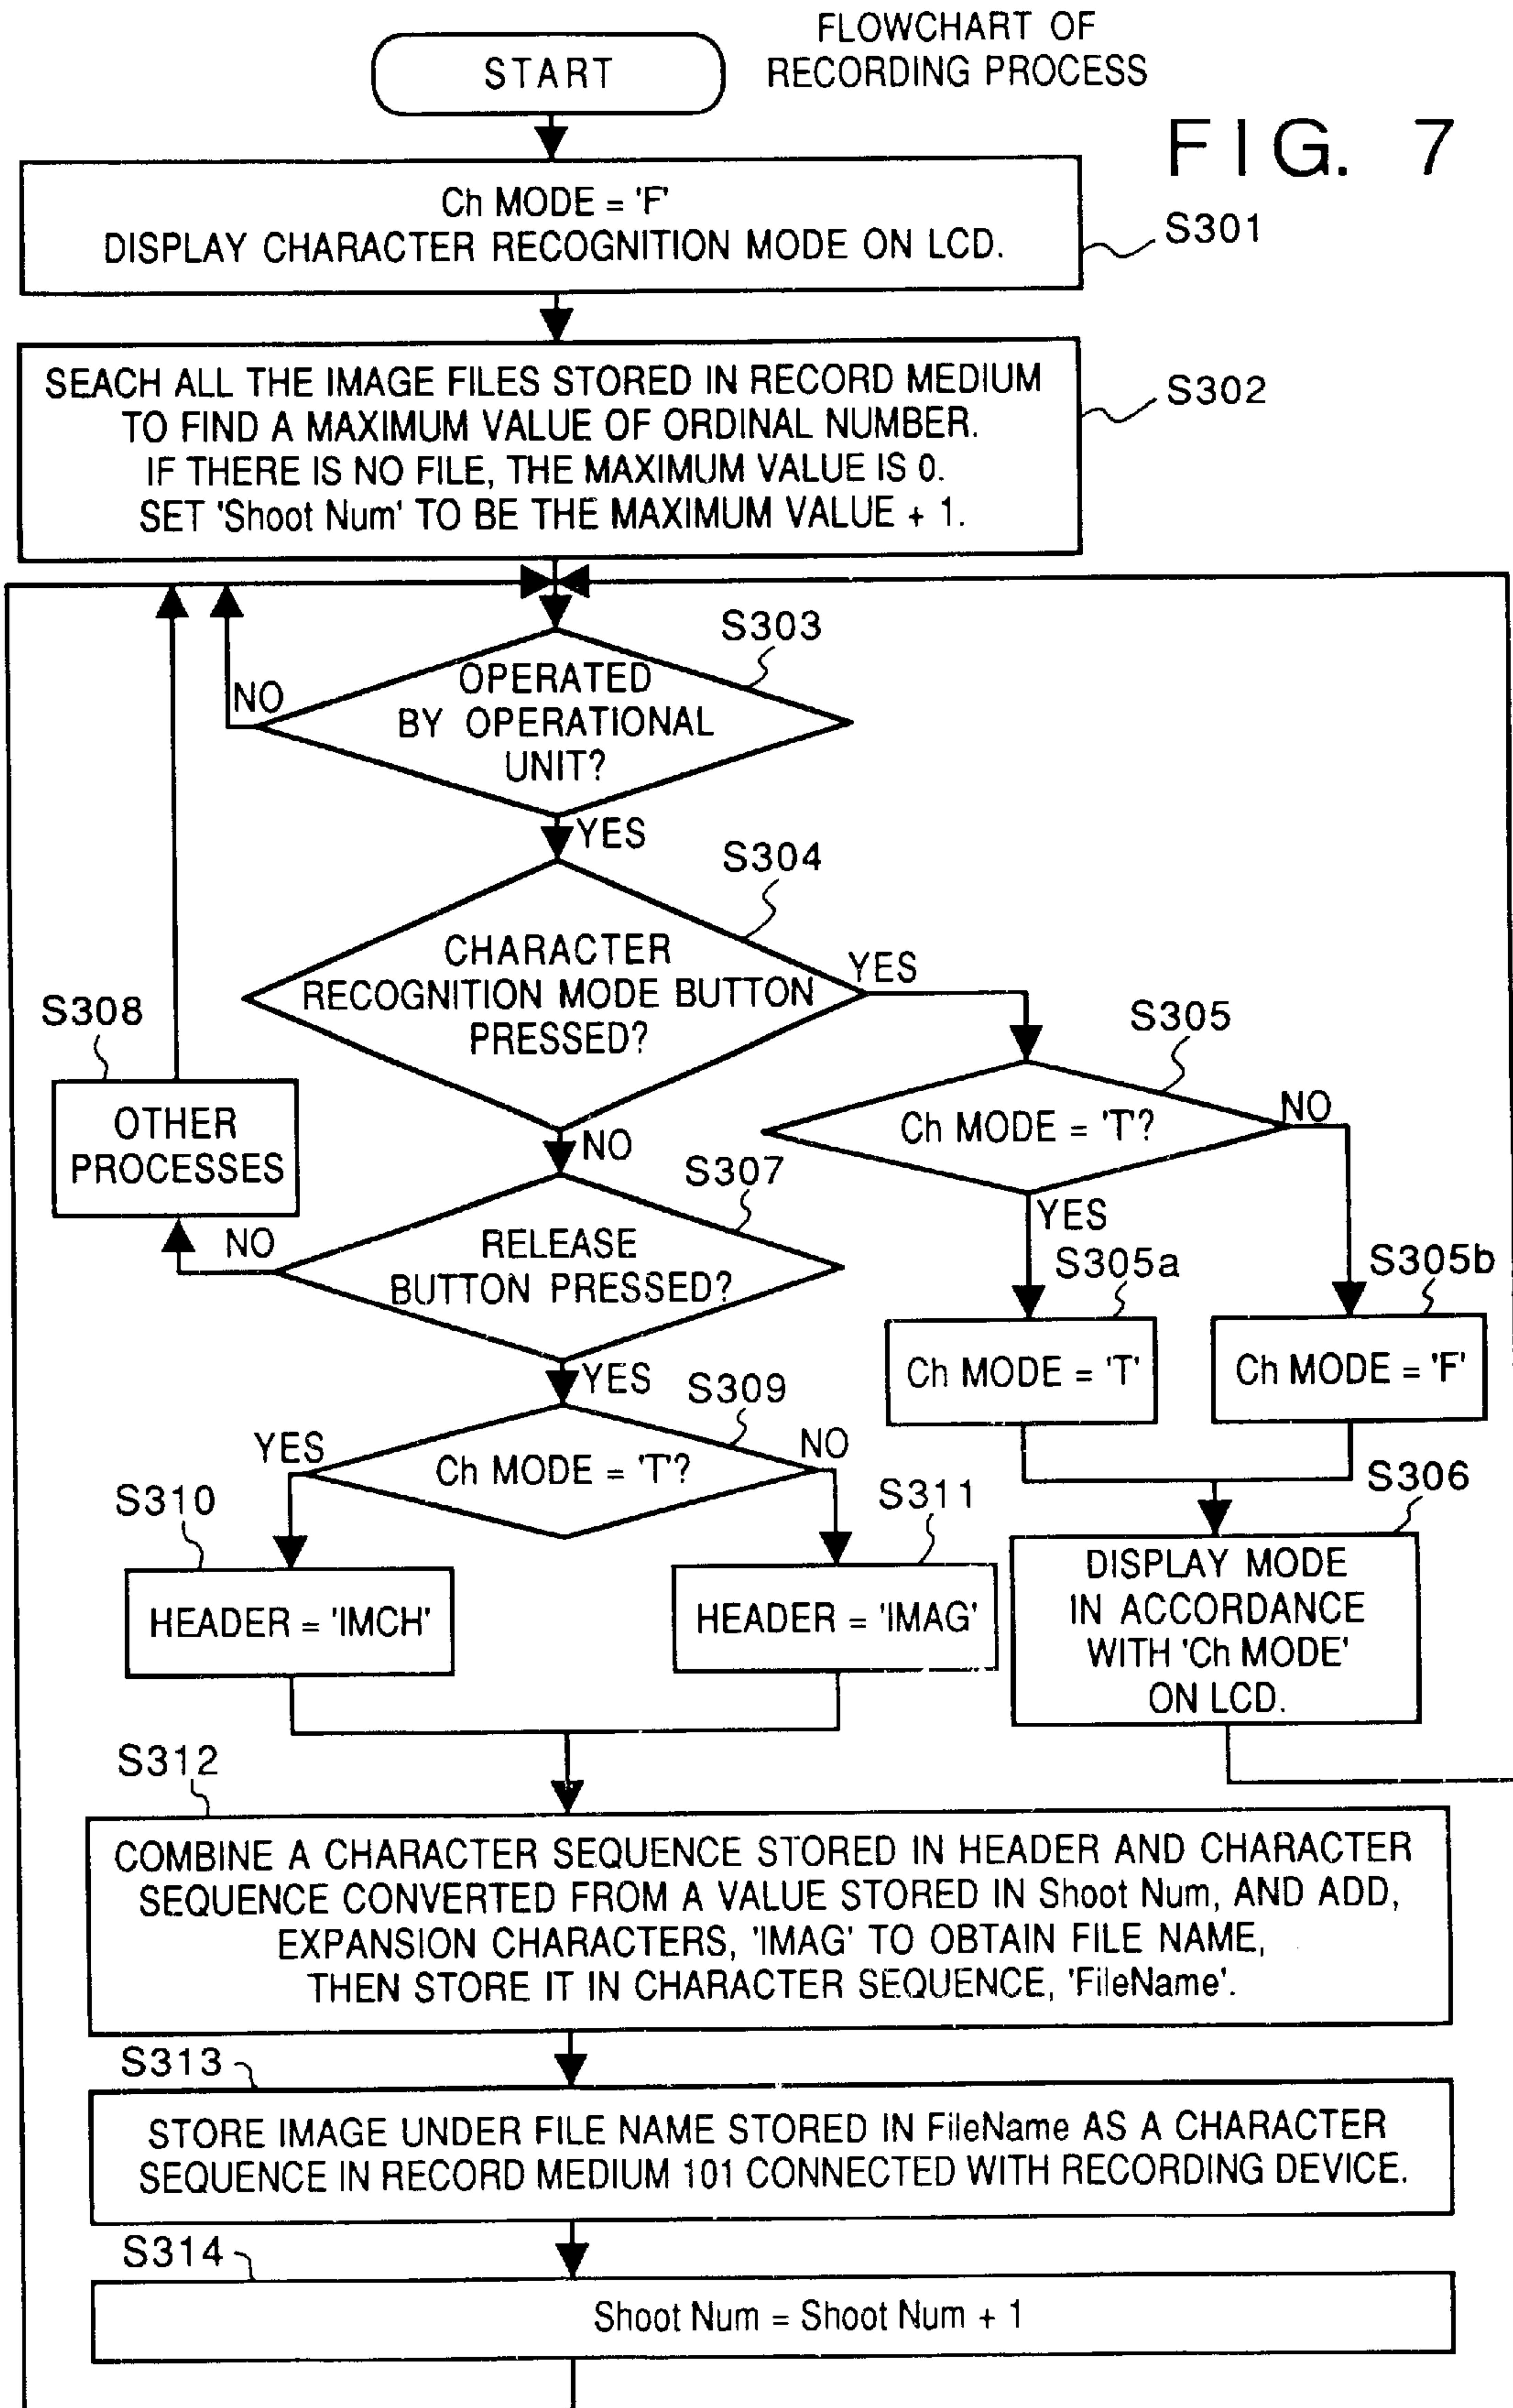 FLOWCHART OF
RECORDING PROCESS
FIG. 7
START
Ch MODE = 'F'
DISPLAY CHARACTER RECOGNITION MODE ON LCD.
S301
SEACH ALL THE IMAGE FILES STORED IN RECORD MEDIUM
TO FIND A MAXIMUM VALUE OF ORDINAL NUMBER.
IF THERE IS NO FILE, THE MAXIMUM VALUE IS 0.
SET 'Shoot Num' TO BE THE MAXIMUM VALUE + 1.
S302
S303
OPERATED
BY OPERATIONAL
UNIT?
NO
YES
S304
CHARACTER
RECOGNITION MODE BUTTON
PRESSED?
YES
NO
S308
OTHER
PROCESSES
S305
Ch MODE = 'T'?
NO
YES
S307
RELEASE
BUTTON PRESSED?
NO
YES
S305a
Ch MODE = 'T'
S305b
Ch MODE = 'F'
S309
Ch MODE = 'T'?
YES
NO
S310
HEADER = 'IMCH'
S311
HEADER = 'IMAG'
S306
DISPLAY MODE
IN ACCORDANCE
WITH 'Ch MODE'
ON LCD.
S312
COMBINE A CHARACTER SEQUENCE STORED IN HEADER AND CHARACTER
SEQUENCE CONVERTED FROM A VALUE STORED IN Shoot Num, AND ADD,
EXPANSION CHARACTERS, 'IMAG' TO OBTAIN FILE NAME,
THEN STORE IT IN CHARACTER SEQUENCE, 'FileName'.
S313
STORE IMAGE UNDER FILE NAME STORED IN FileName AS A CHARACTER
SEQUENCE IN RECORD MEDIUM 101 CONNECTED WITH RECORDING DEVICE.
S314
Shoot Num = Shoot Num + 1